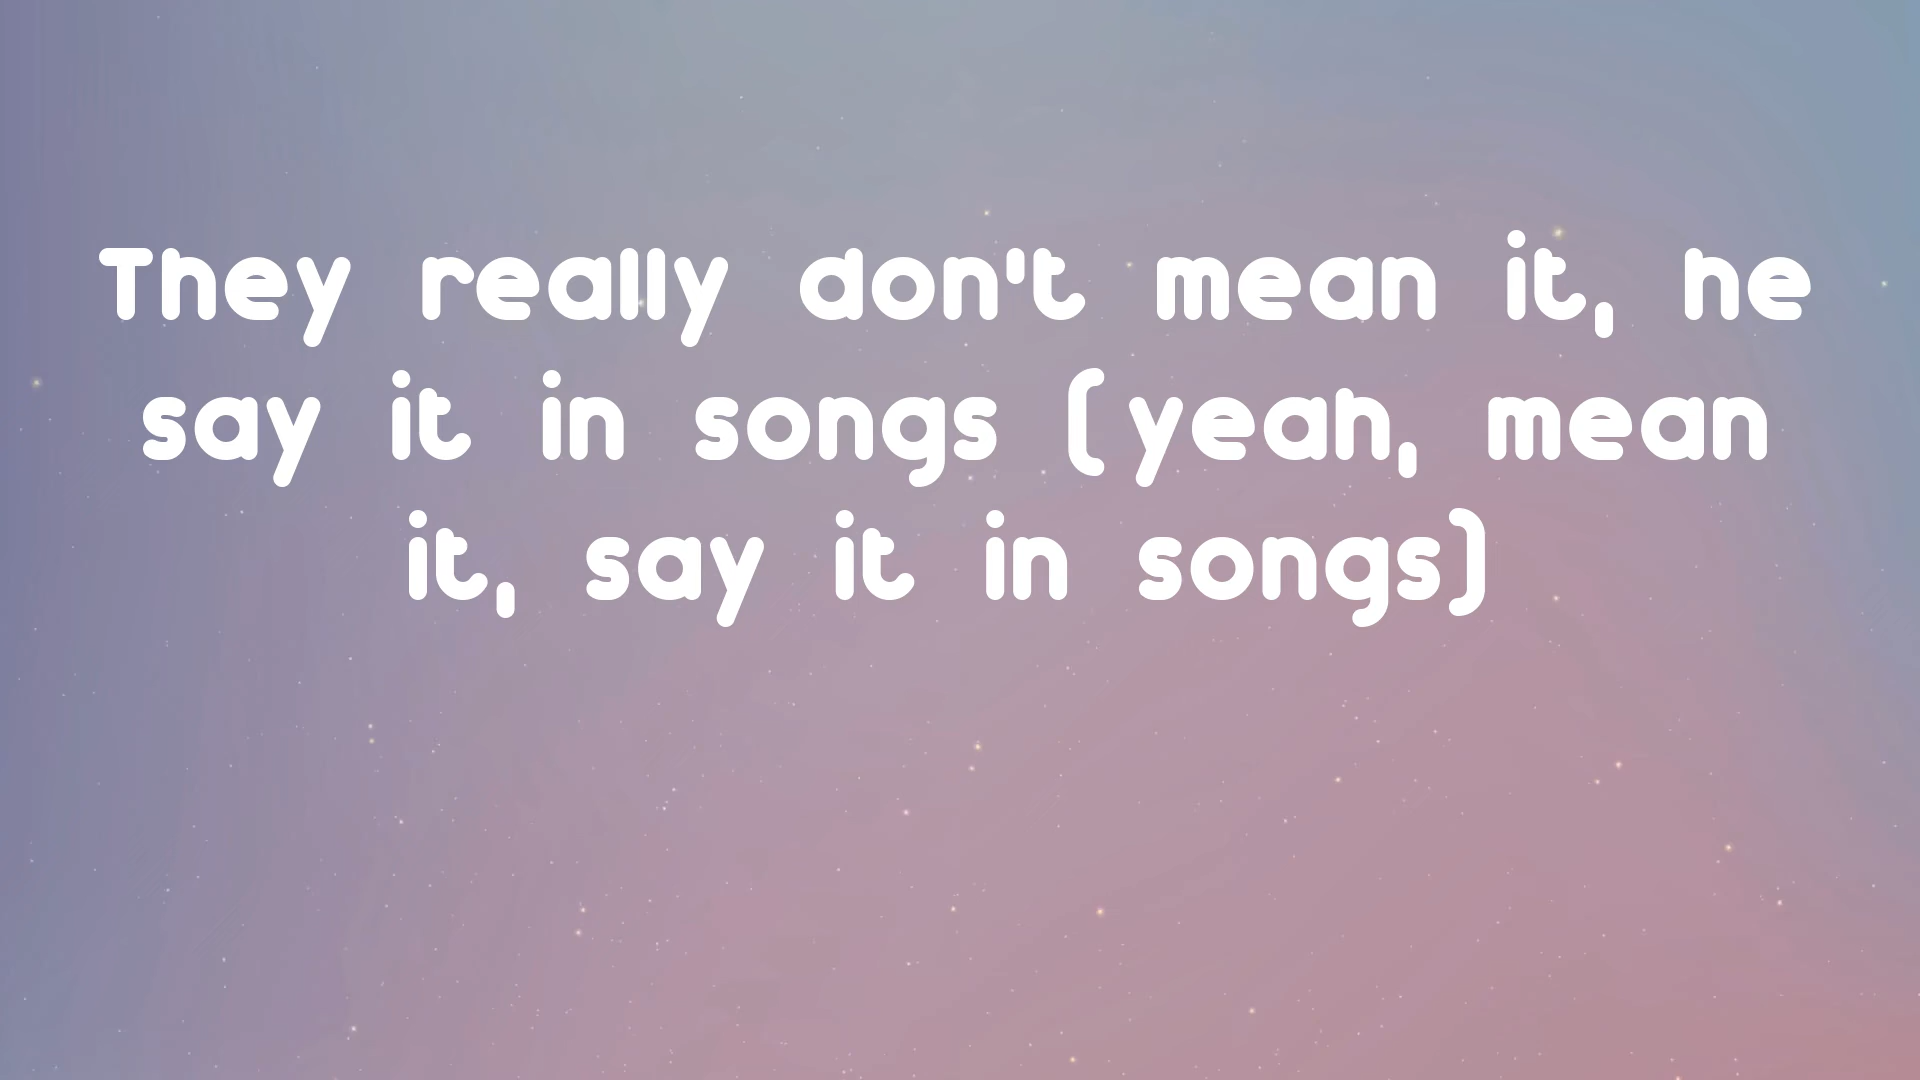 They really don't mean it, he
say it in songs (yeah, mean
it, say it in songs)